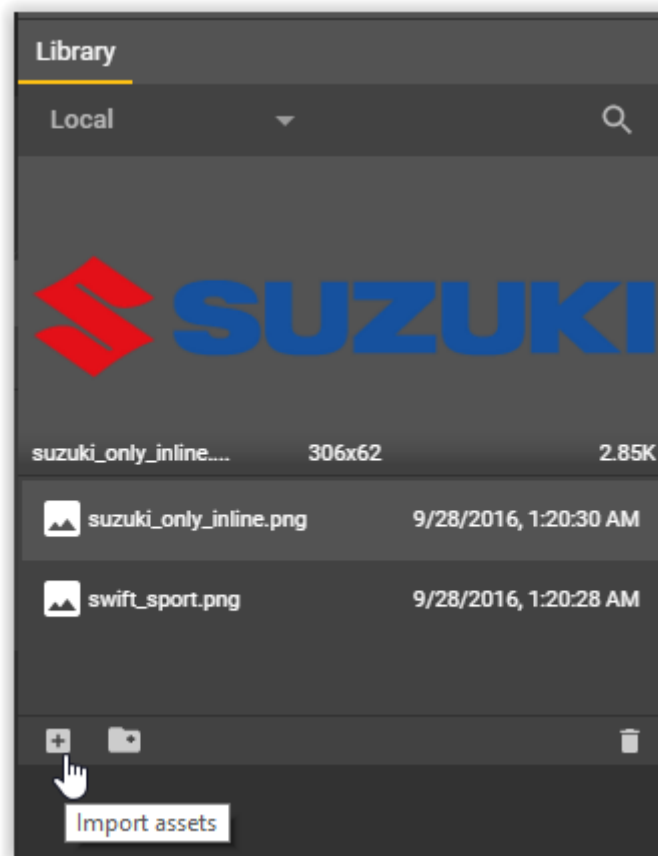 Library
Local
SUZUKI
suzuki_only_inline.... 306x62 2.85K
suzuki_only_inline.png 9/28/2016, 1:20:30 AM
swift_sport.png 9/28/2016, 1:20:28 AM
Import assets